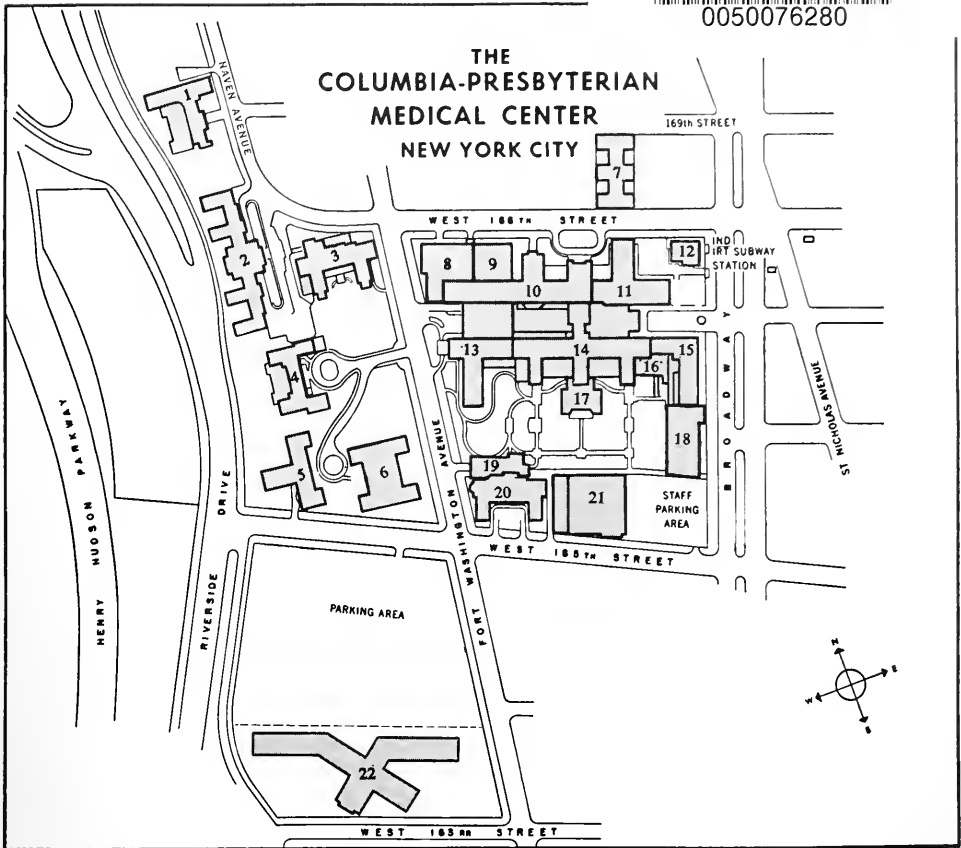 0050076280
THE
COLUMBIA-PRESBYTERIAN
MEDICAL CENTER
NEW YORK CITY
HAVEN AVENUE
169th STREET
1
7
WEST 168TH STREET
2
3
8
9
10
11
12
IND
IRT SUBWAY
STATION
BROADWAY
ST NICHOLAS AVENUE
13
14
15
16
17
18
4
5
6
19
20
21
STAFF
PARKING
AREA
HENRY HUDSON PARKWAY
RIVERSIDE DRIVE
FORT WASHINGTON AVENUE
WEST 165TH STREET
PARKING AREA
N
E
W
S
22
WEST 163RD STREET